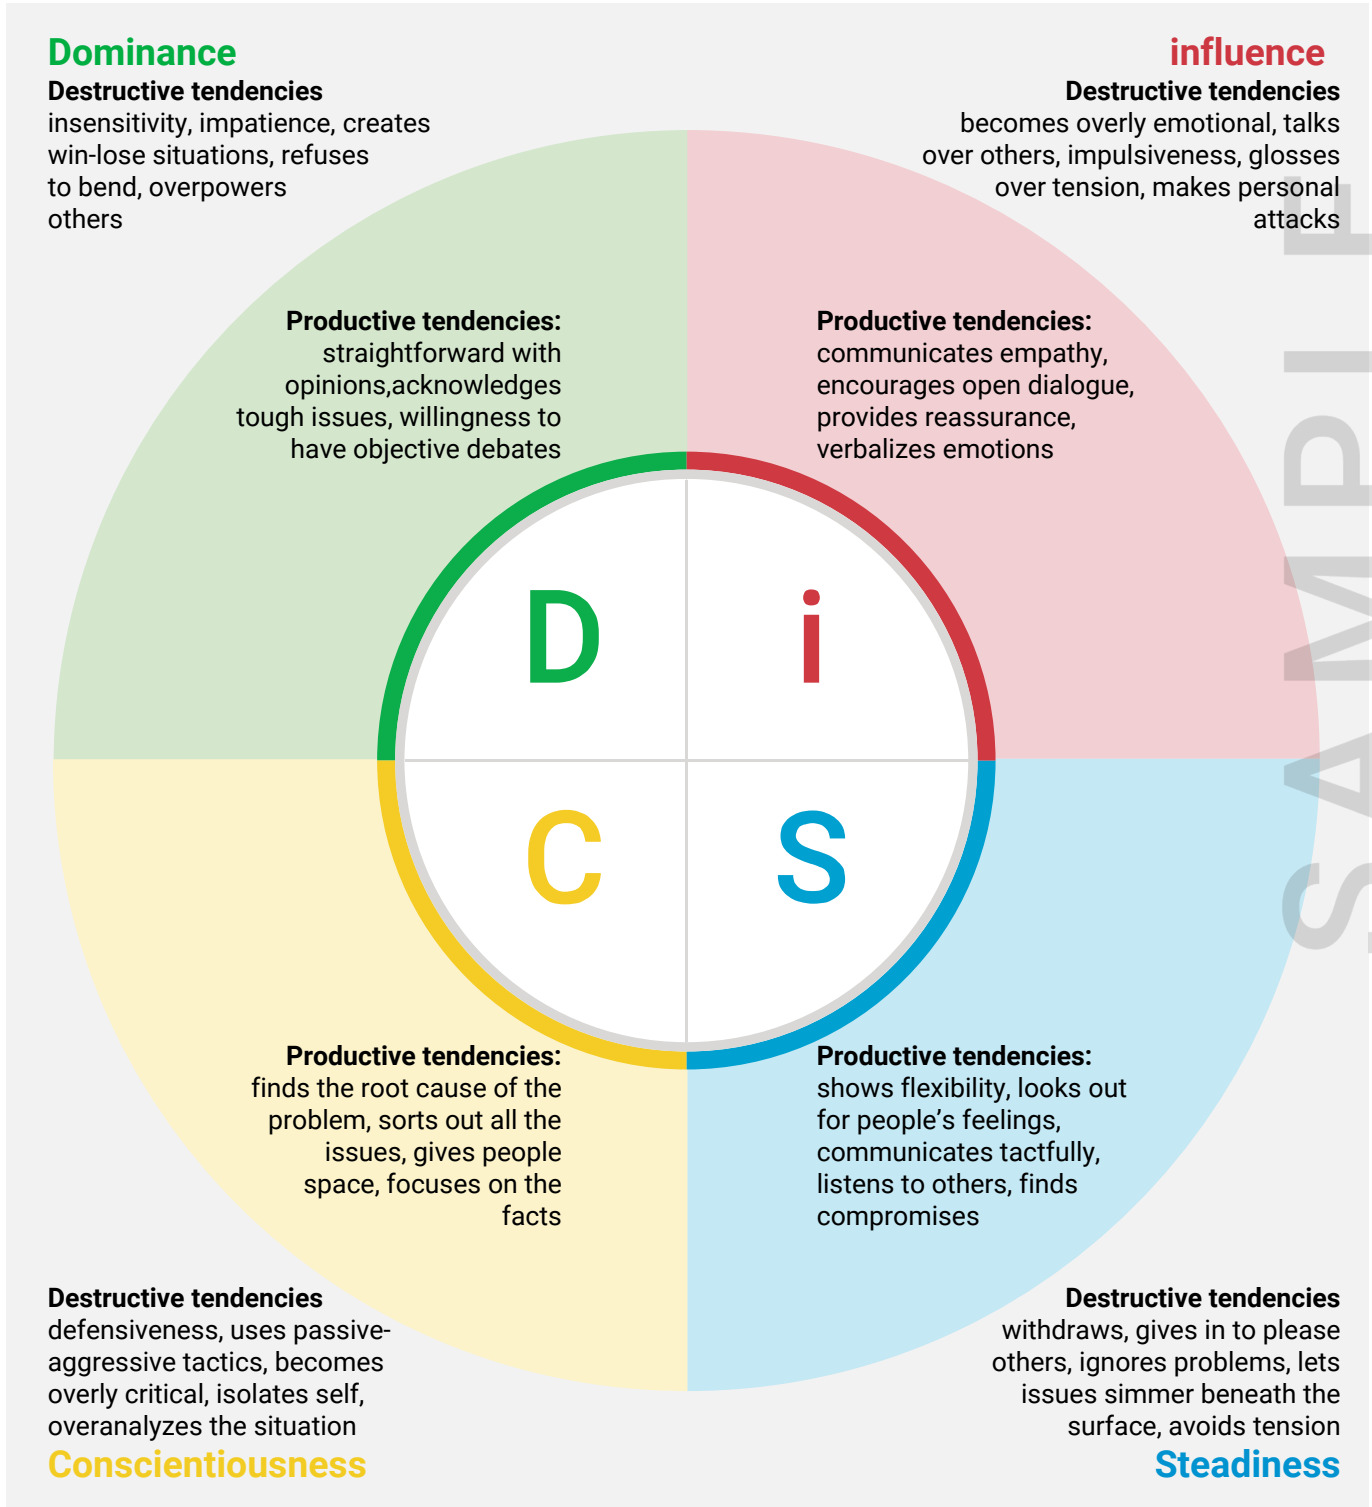 Dominance
Destructive tendencies
insensitivity, impatience, creates
win-lose situations, refuses
to bend, overpowers
others
influence
Destructive tendencies
becomes overly emotional, talks
over others, impulsiveness, glosses
over tension, makes personal
attacks
Productive tendencies:
straightforward with
opinions,acknowledges
tough issues, willingness to
have objective debates
Productive tendencies:
communicates empathy,
encourages open dialogue,
provides reassurance,
verbalizes emotions
D
i
C
S
Productive tendencies:
finds the root cause of the
problem, sorts out all the
issues, gives people
space, focuses on the
facts
Productive tendencies:
shows flexibility, looks out
for people's feelings,
communicates tactfully,
listens to others, finds
compromises
Destructive tendencies
defensiveness, uses passive-
aggressive tactics, becomes
overly critical, isolates self,
overanalyzes the situation
Conscientiousness
Destructive tendencies
withdraws, gives in to please
others, ignores problems, lets
issues simmer beneath the
surface, avoids tension
Steadiness
SAMPLE